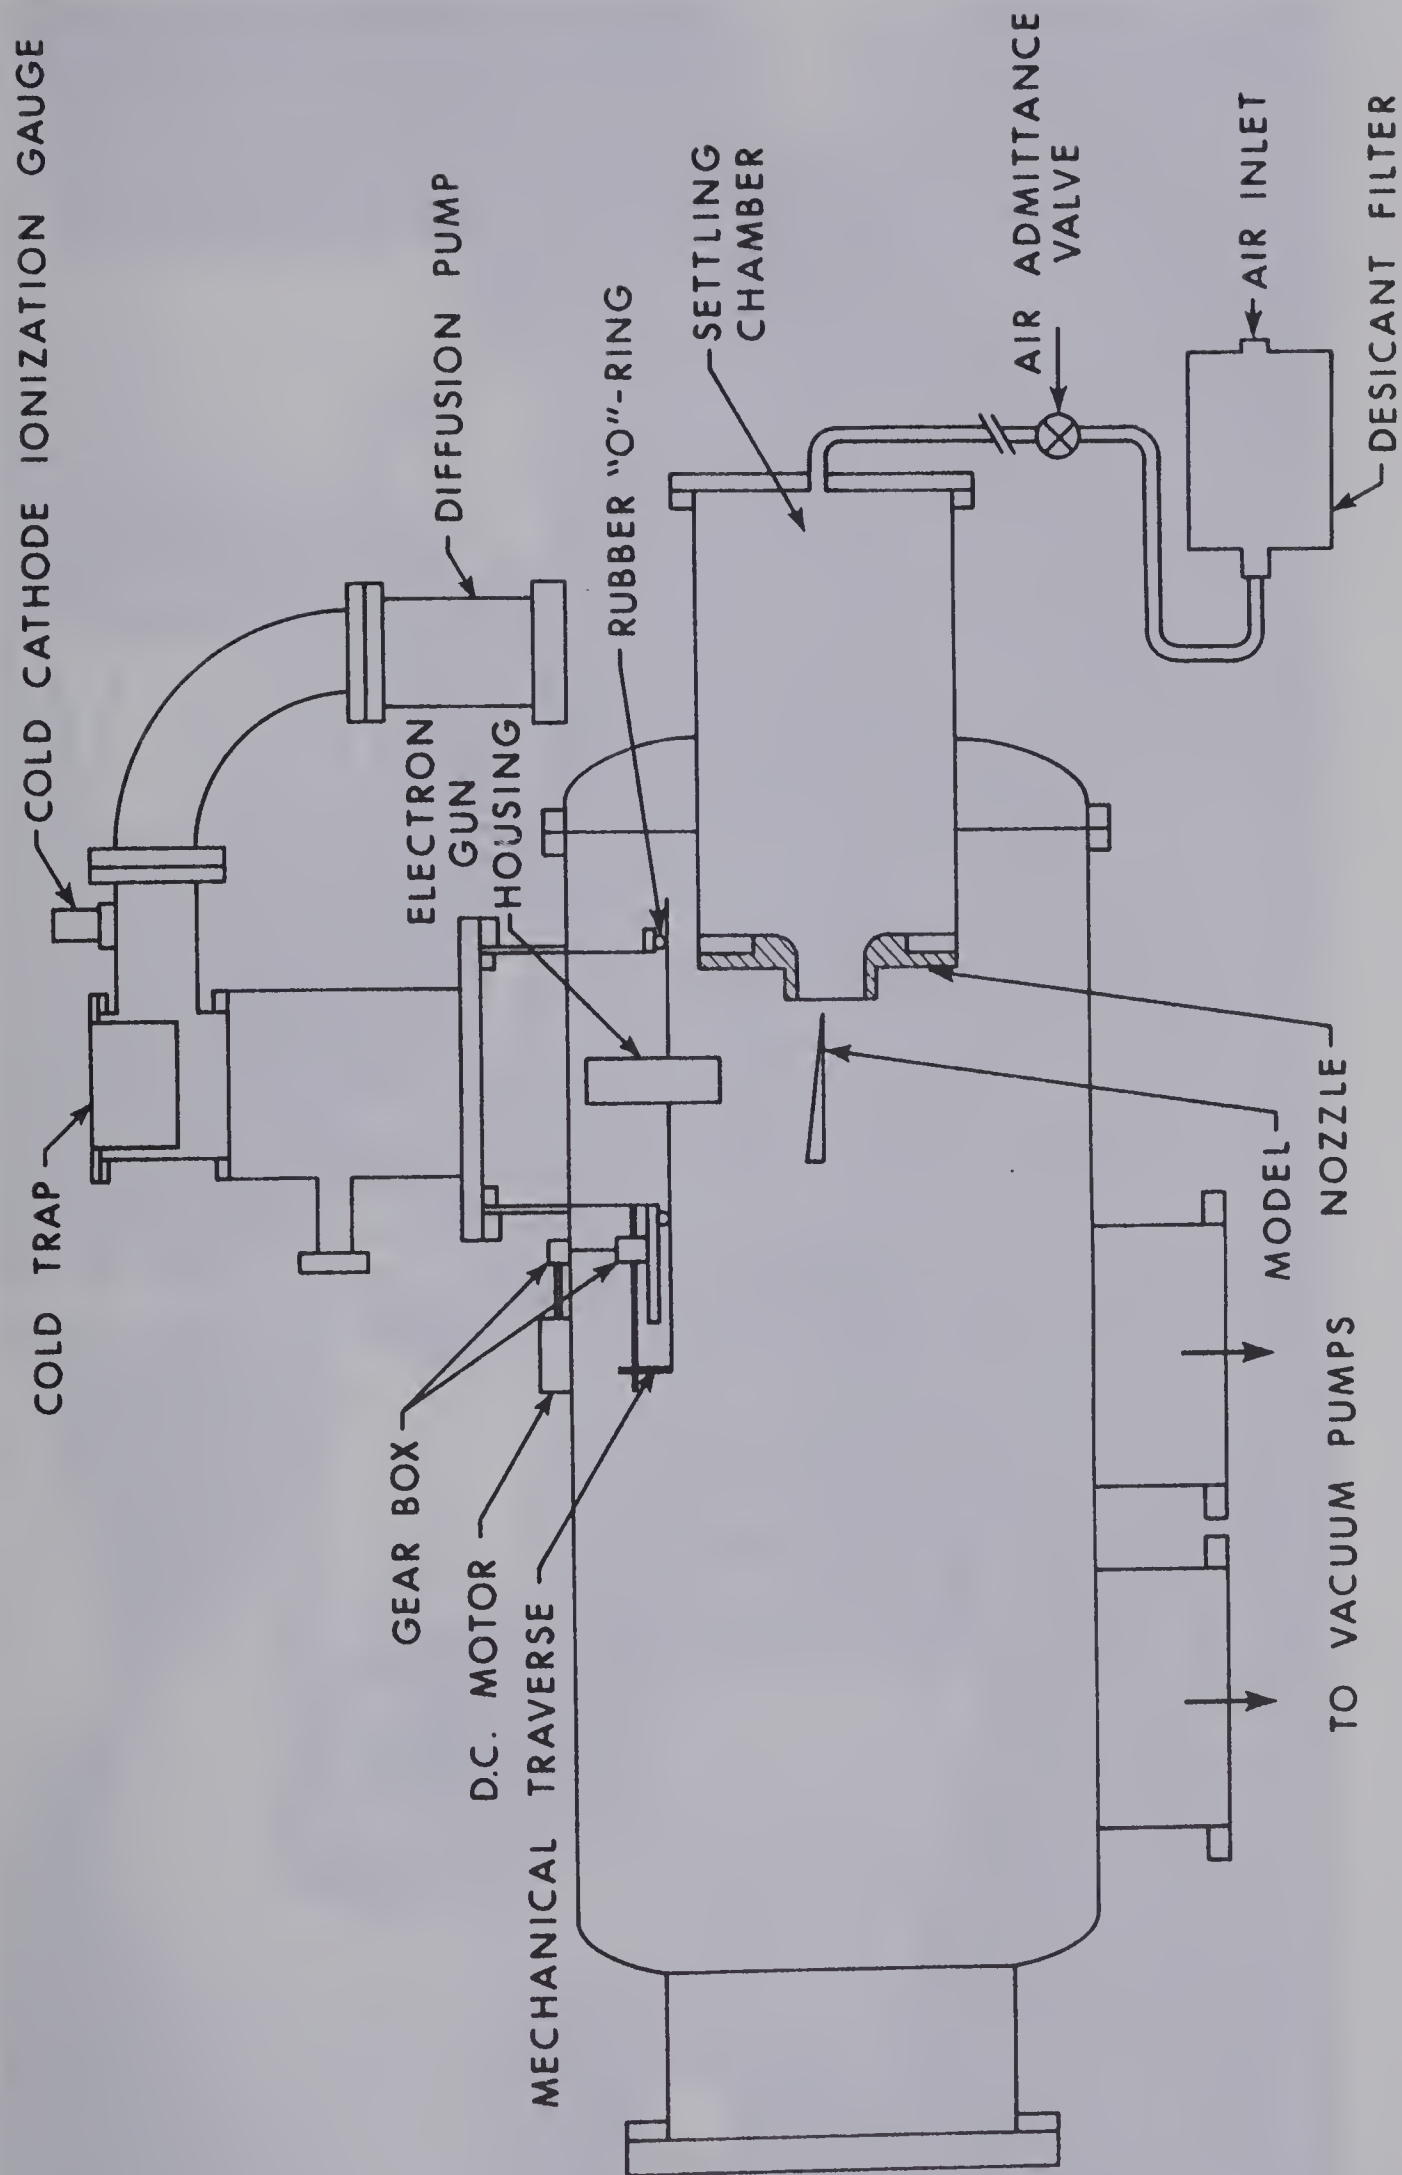 COLD CATHODE IONIZATION GAUGE
COLD TRAP
DIFFUSION PUMP
ELECTRON
GUN
HOUSING
GEAR BOX
D.C. MOTOR
MECHANICAL TRAVERSE
RUBBER "O"-RING
SETTLING
CHAMBER
AIR ADMITTANCE
VALVE
AIR INLET
DESICANT FILTER
MODEL
NOZZLE
TO VACUUM PUMPS